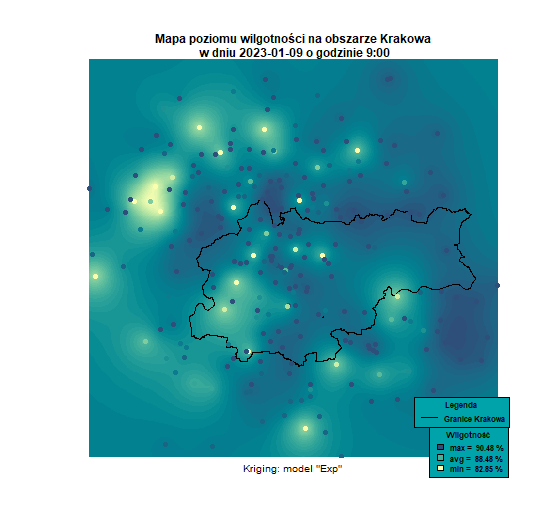 Mapa poziomu wilgotności na obszarze Krakowa
w dniu 2023-01-09 o godzinie 9:00
Legenda
Granice Krakowa
Wilgotność
max = 90.48 %
avg = 88.48 %
min = 82.85 %
Kriging: model "Exp"